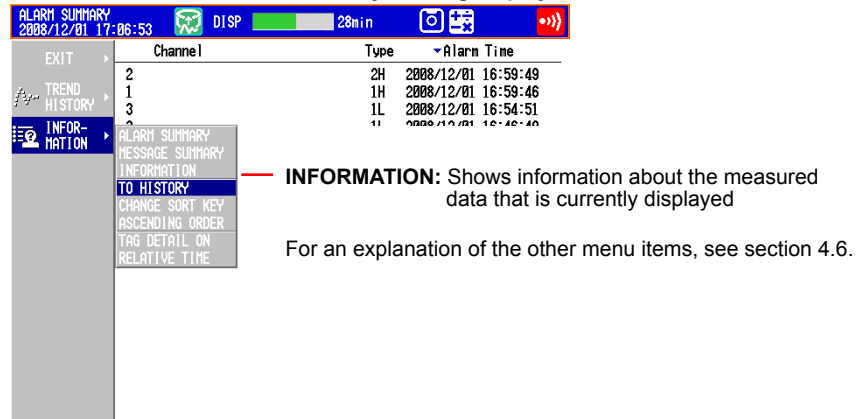 ALARM SUMMARY
2008/12/01 17:06:53 DISP 28min
EXIT
TREND
HISTORY
INFOR-
MATION
Channel Type Alarm Time
2 2H 2008/12/01 16:59:49
1 1H 2008/12/01 16:59:46
3 1L 2008/12/01 16:54:51
ALARM SUMMARY
MESSAGE SUMMARY
INFORMATION
TO HISTORY
CHANGE SORT KEY
ASCENDING ORDER
TAG DETAIL ON
RELATIVE TIME
INFORMATION: Shows information about the measured
data that is currently displayed
For an explanation of the other menu items, see section 4.6.